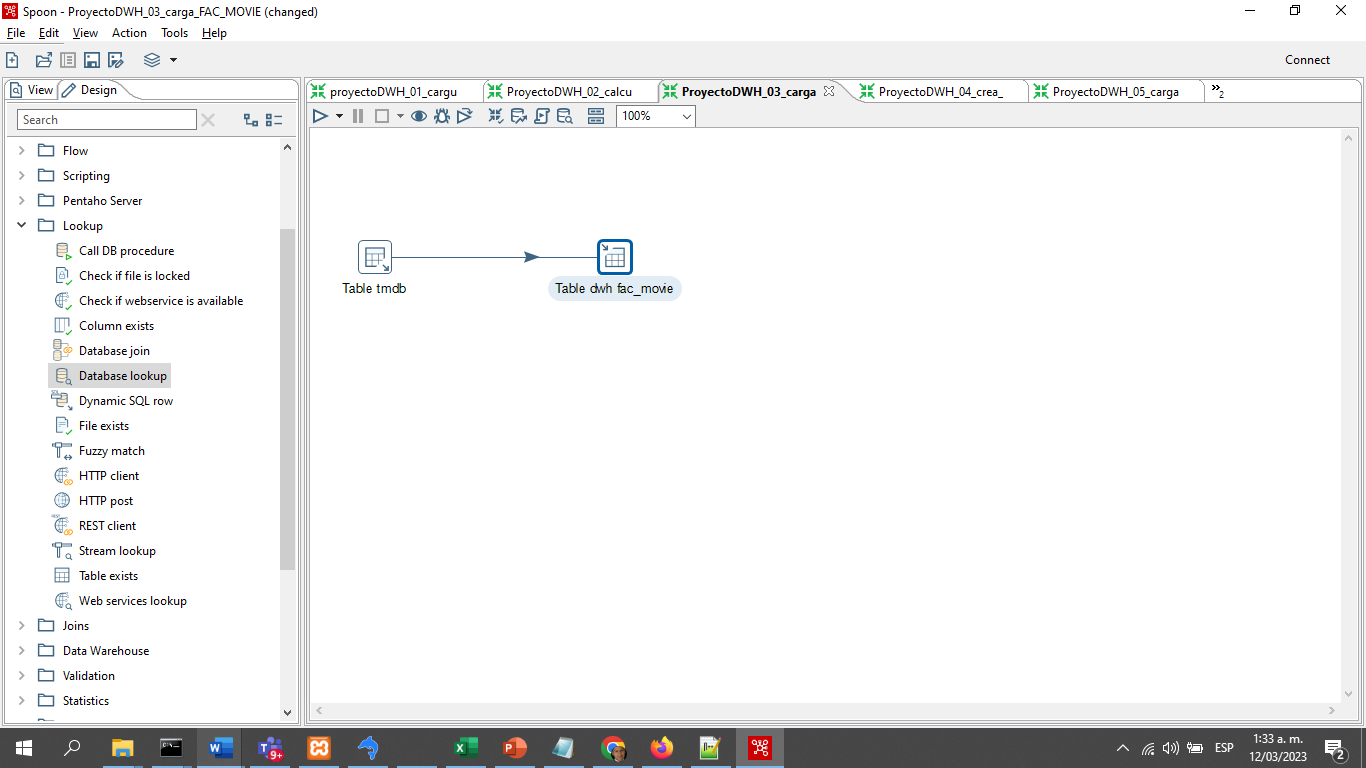 Spoon - ProyectoDWH_03_carga_FAC_MOVIE (changed)
File Edit View Action Tools Help
Connect
View Design
proyectoDWH_01_cargu ProyectoDWH_02_calcu ProyectoDWH_03_carga ProyectoDWH_04_crea_ ProyectoDWH_05_carga »2
Search
100%
Flow
Scripting
Pentaho Server
Lookup
Call DB procedure
Check if file is locked
Check if webservice is available
Column exists
Database join
Database lookup
Dynamic SQL row
File exists
Fuzzy match
HTTP client
HTTP post
REST client
Stream lookup
Table exists
Web services lookup
Joins
Data Warehouse
Validation
Statistics
Table tmdb
Table dwh fac_movie
9+
ESP
1:33 a. m.
12/03/2023
2